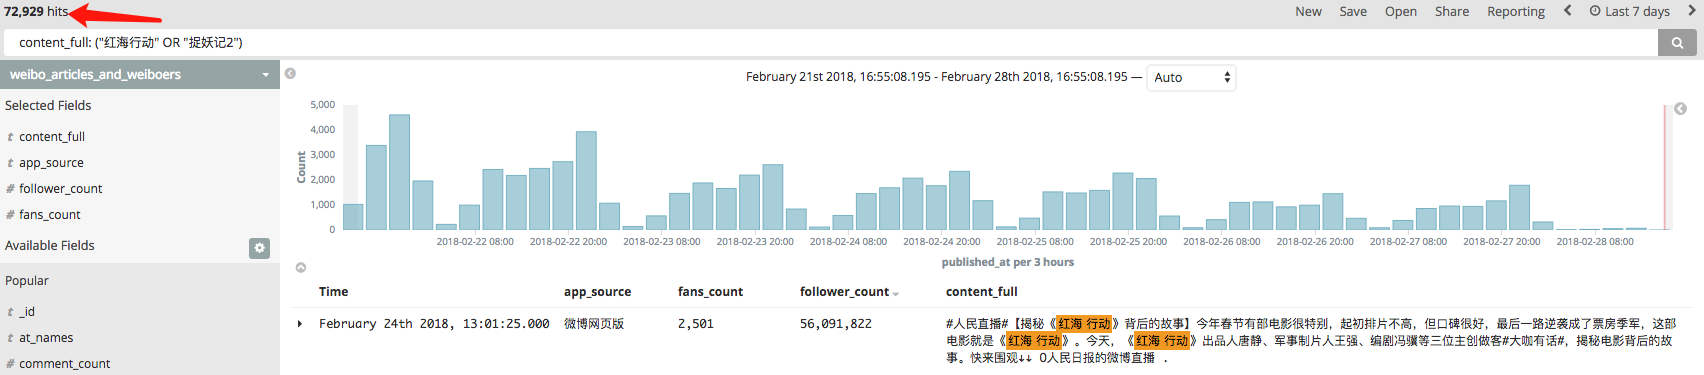 72,929 hits
New Save Open Share Reporting Last 7 days
content_full: ("红海行动" OR "捉妖记2")
weibo_articles_and_weiboers
Selected Fields
t content_full
t app_source
# follower_count
# fans_count
Available Fields
Popular
t _id
t at_names
# comment_count
February 21st 2018, 16:55:08.195 - February 28th 2018, 16:55:08.195 — Auto
Count
5,000
4,000
3,000
2,000
1,000
0
2018-02-22 08:00 2018-02-22 20:00 2018-02-23 08:00 2018-02-23 20:00 2018-02-24 08:00 2018-02-24 20:00 2018-02-25 08:00 2018-02-25 20:00 2018-02-26 08:00 2018-02-26 20:00 2018-02-27 08:00 2018-02-27 20:00 2018-02-28 08:00
published_at per 3 hours
Time app_source fans_count follower_count content_full
February 24th 2018, 13:01:25.000 微博网页版 2,501 56,091,822 #人民直播#【揭秘《红海 行动》背后的故事】今年春节有部电影很特别，起初排片不高，但口碑很好，最后一路逆袭成了票房季军，这部
电影就是《红海 行动》。今天，《红海 行动》出品人唐静、军事制片人王强、编剧冯骥等三位主创做客#大咖有话#，揭秘电影背后的故
事。快来围观↓↓ O人民日报的微博直播 .